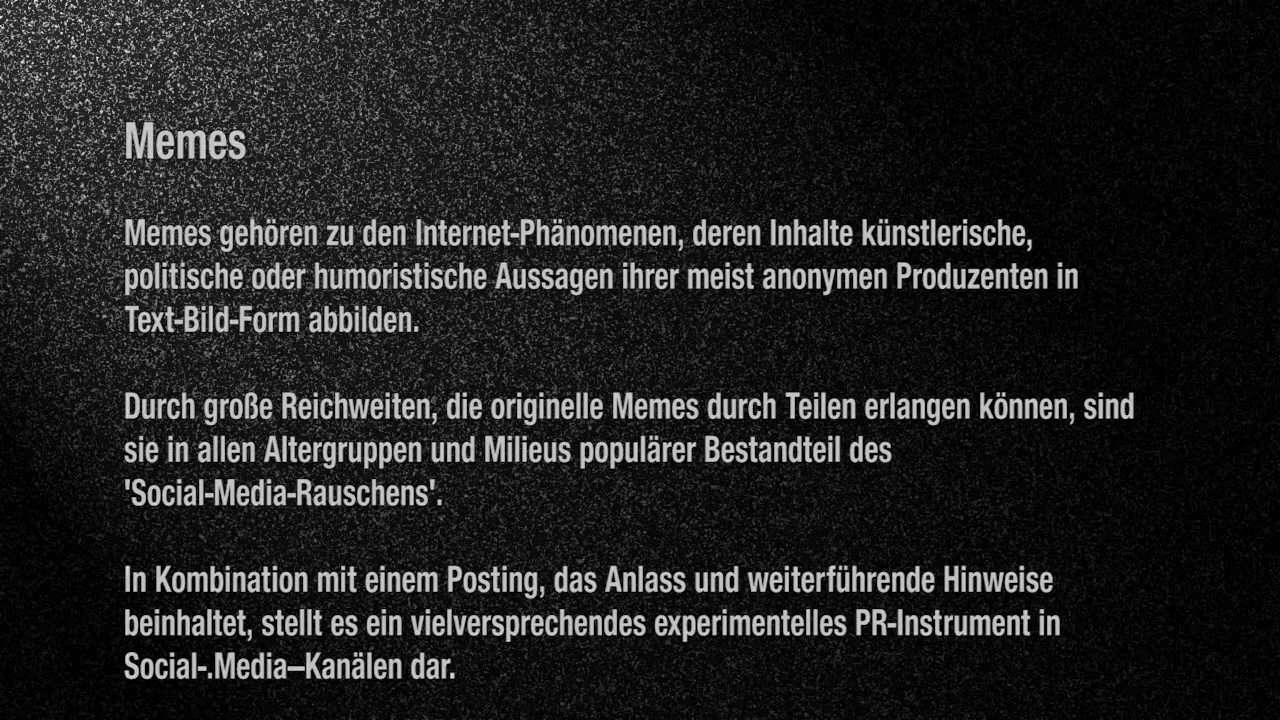 Memes
Memes gehören zu den Internet-Phänomenen, deren Inhalte künstlerische,
politische oder humoristische Aussagen ihrer meist anonymen Produzenten in
Text-Bild-Form abbilden.
Durch große Reichweiten, die originelle Memes durch Teilen erlangen können, sind
sie in allen Altergruppen und Milieus populärer Bestandteil des
'Social-Media-Rauschens'.
In Kombination mit einem Posting, das Anlass und weiterführende Hinweise
beinhaltet, stellt es ein vielversprechendes experimentelles PR-Instrument in
Social-.Media–Kanälen dar.